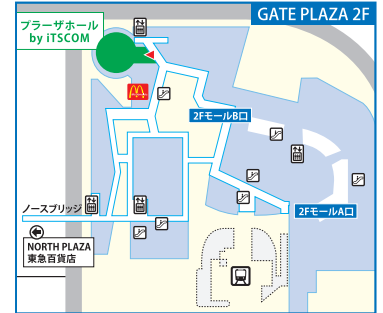 GATE PLAZA 2F
プラーザホール
by iTSCOM
2FモールB口
ノースブリッジ
2FモールA口
NORTH PLAZA
東急百貨店